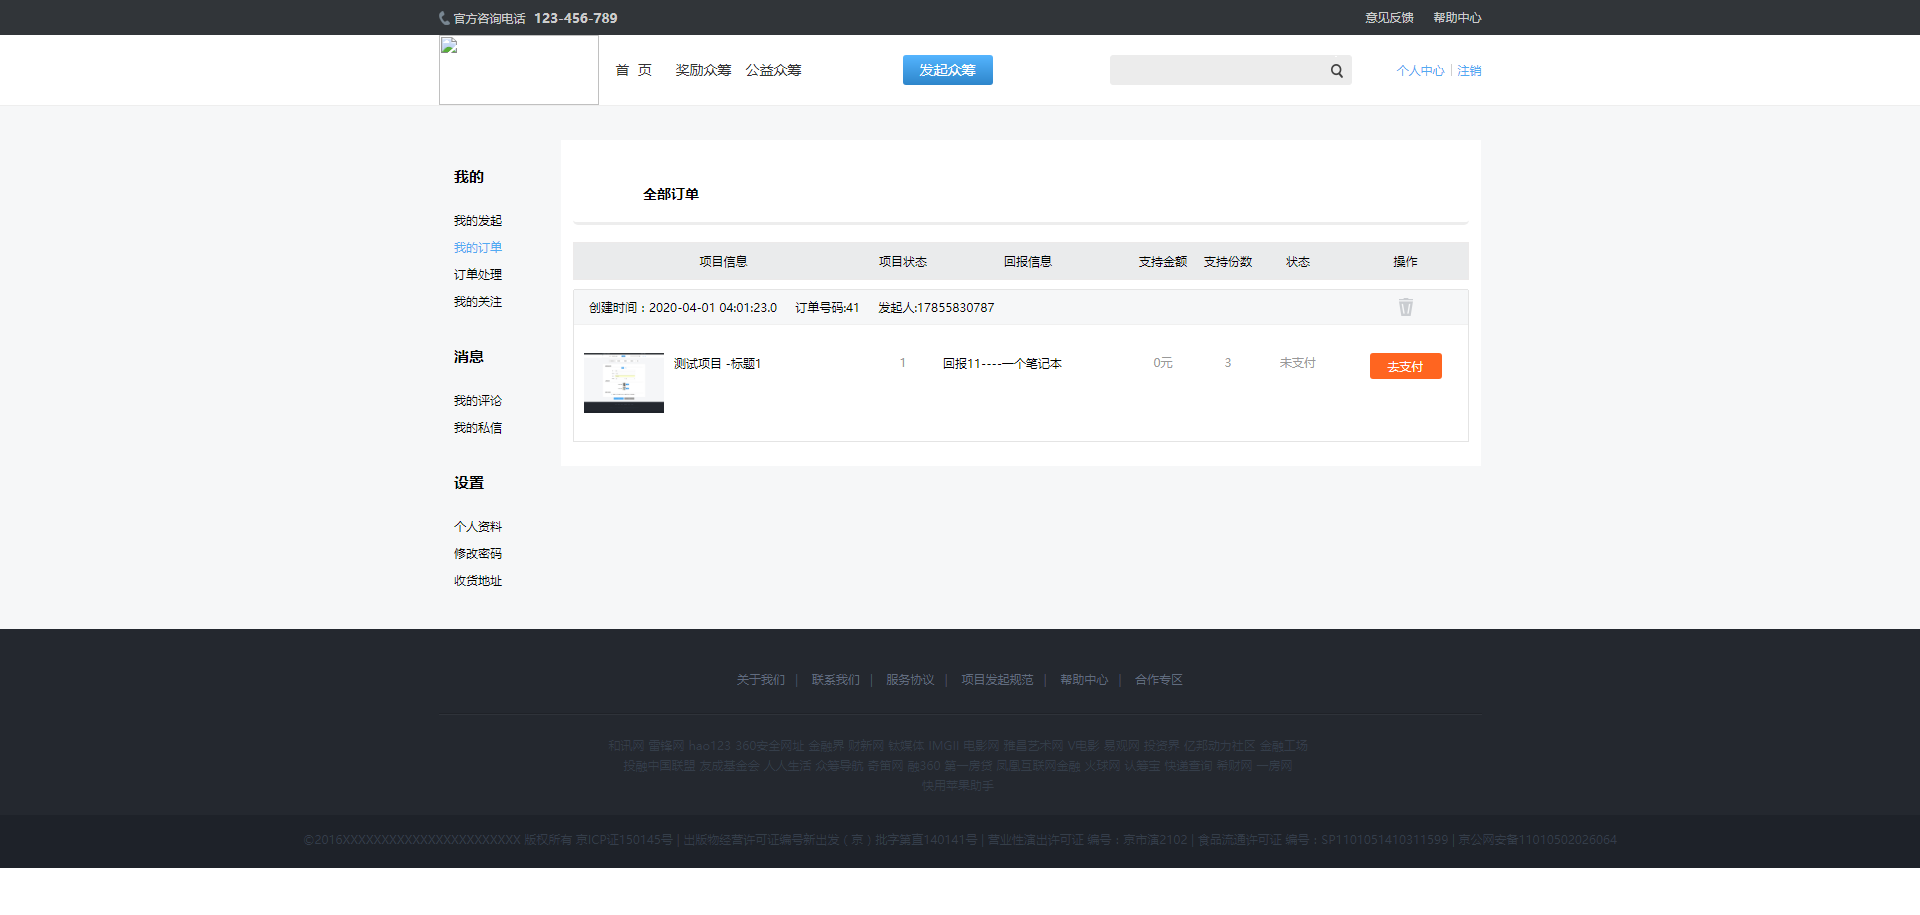 官方咨询电话 123-456-789 意见反馈 帮助中心
首 页 奖励众筹 公益众筹 发起众筹 个人中心 注销
我的
我的发起
我的订单
订单处理
我的关注
消息
我的评论
我的私信
设置
个人资料
修改密码
收货地址
全部订单
项目信息 项目状态 回报信息 支持金额 支持份数 状态 操作
创建时间：2020-04-01 04:01:23.0 订单号码:41 发起人:17855830787
测试项目 -标题1 1 回报11----一个笔记本 0元 3 未支付 去支付
关于我们 | 联系我们 | 服务协议 | 项目发起规范 | 帮助中心 | 合作专区
和讯网 雷锋网 hao123 360安全网址 金融界 财新网 钛媒体 IMGII 电影网 雅昌艺术网 V电影 易观网 投资界 亿邦动力社区 金融工场
投融中国联盟 友成基金会 人人生活 众筹导航 奇笛网 融360 第一房贷 凤凰互联网金融 火球网 认筹宝 快递查询 希财网 一房网
快用苹果助手
©2016XXXXXXXXXXXXXXXXXXXXXXX 版权所有 京ICP证150145号 | 出版物经营许可证编号新出发（京）批字第直140141号 | 营业性演出许可证 编号：京市演2102 | 食品流通许可证 编号：SP1101051410311599 | 京公网安备11010502026064